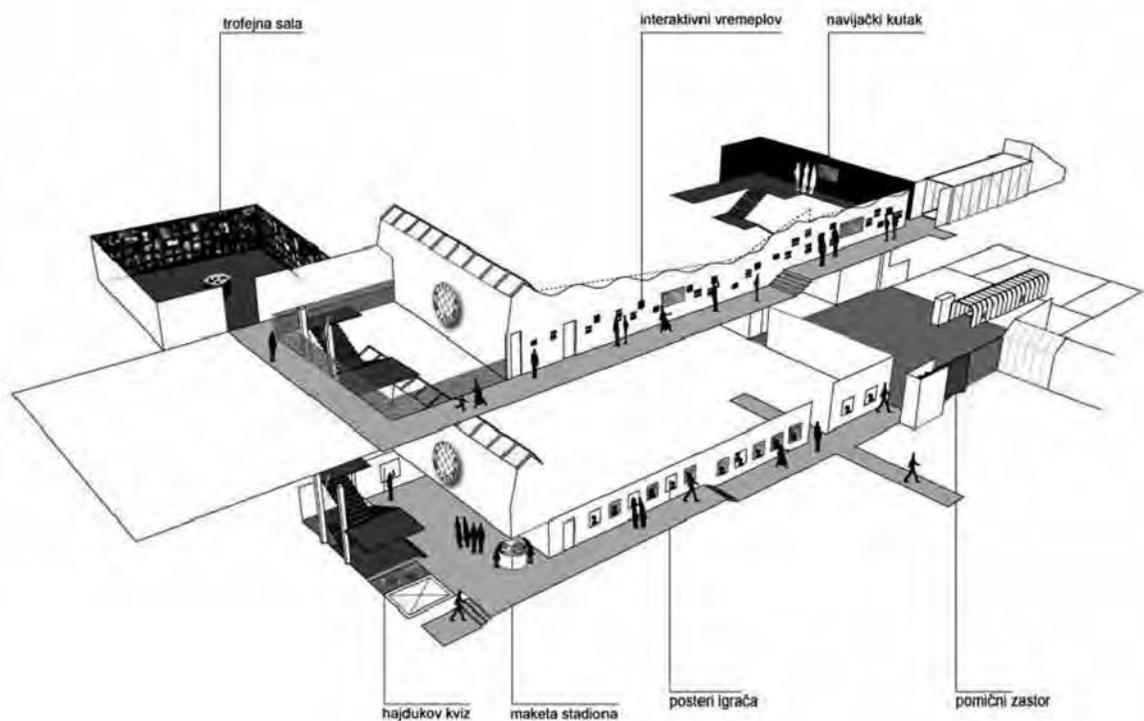 trofejna sala
interaktivni vremeplov
navijački kutak
hajdukov kviz
maketa stadiona
posteri igrača
pomični zastor